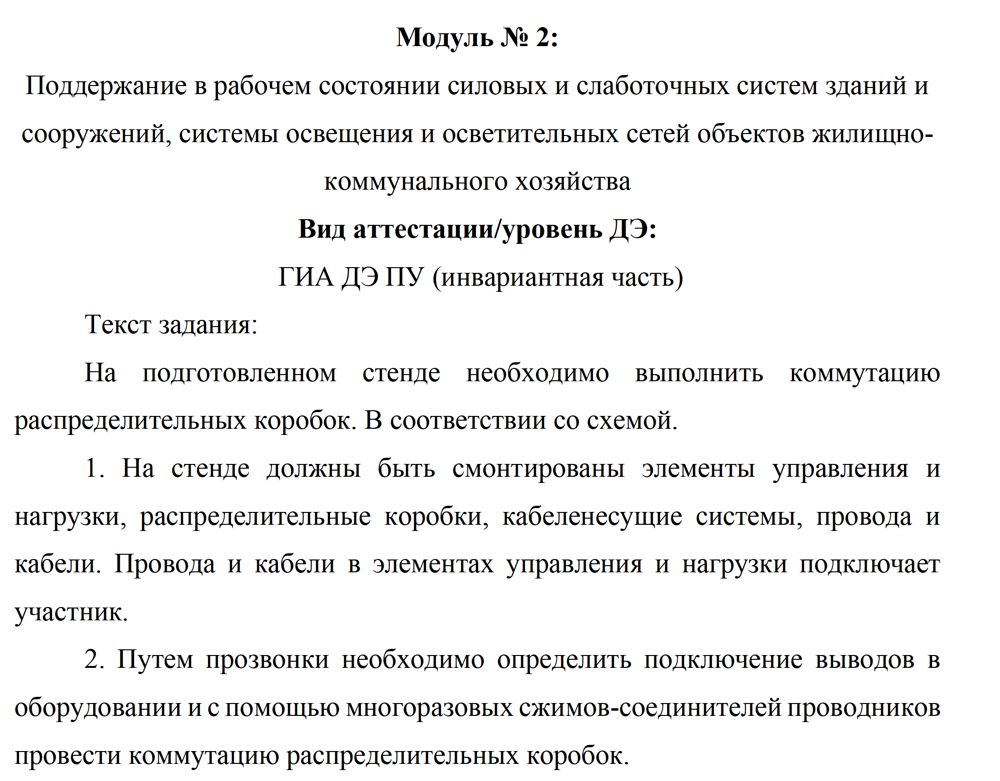 Модуль № 2:
Поддержание в рабочем состоянии силовых и слаботочных систем зданий и
сооружений, системы освещения и осветительных сетей объектов жилищно-
коммунального хозяйства
Вид аттестации/уровень ДЭ:
ГИА ДЭ ПУ (инвариантная часть)
Текст задания:
На подготовленном стенде необходимо выполнить коммутацию
распределительных коробок. В соответствии со схемой.
1. На стенде должны быть смонтированы элементы управления и
нагрузки, распределительные коробки, кабеленесущие системы, провода и
кабели. Провода и кабели в элементах управления и нагрузки подключает
участник.
2. Путем прозвонки необходимо определить подключение выводов в
оборудовании и с помощью многоразовых сжимов-соединителей проводников
провести коммутацию распределительных коробок.